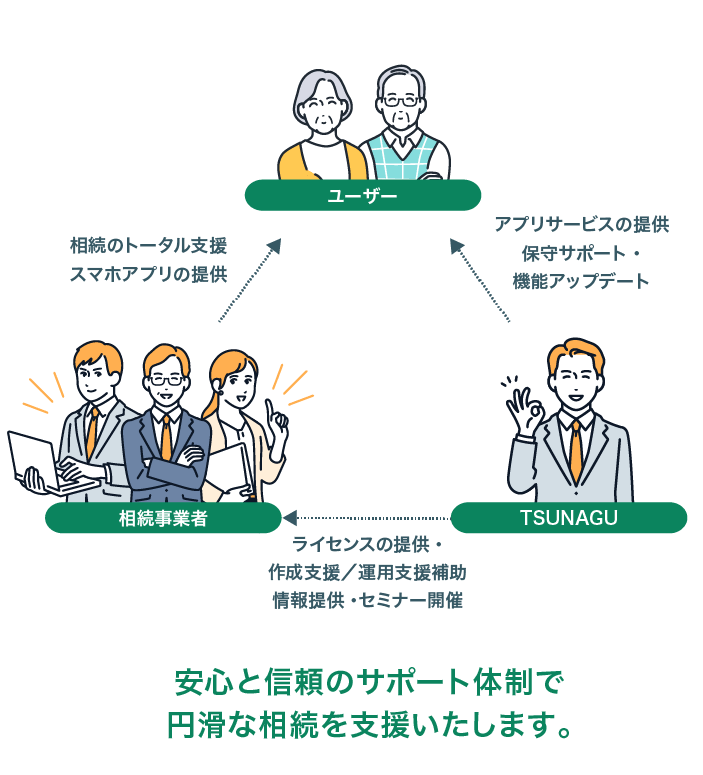 ユーザー
相続のトータル支援
スマホアプリの提供
アプリサービスの提供
保守サポート・
機能アップデート
相続事業者
TSUNAGU
ライセンスの提供・
作成支援／運用支援補助
情報提供・セミナー開催
安心と信頼のサポート体制で
円滑な相続を支援いたします。